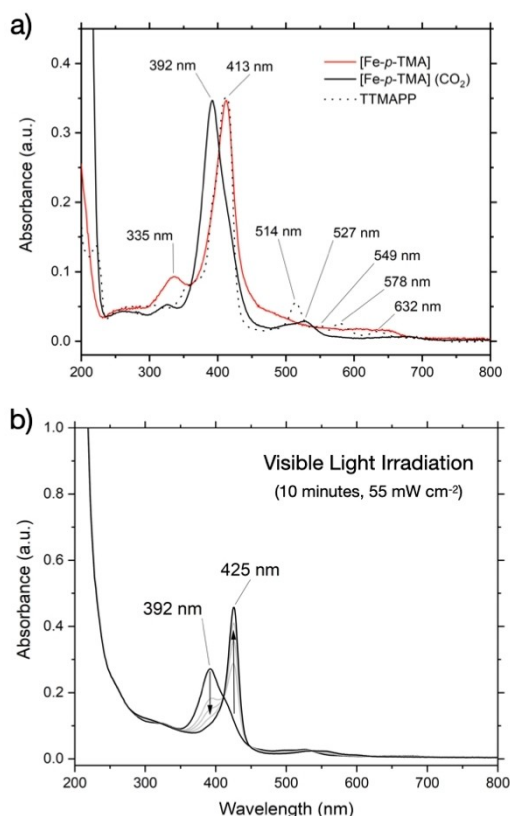 a)
392 nm
413 nm
[Fe-p-TMA]
[Fe-p-TMA] (CO₂)
TTMAPP
335 nm
514 nm
527 nm
549 nm
578 nm
632 nm
Absorbance (a.u.)
0.4
0.3
0.2
0.1
0.0
200 300 400 500 600 700 800
b)
Visible Light Irradiation
(10 minutes, 55 mW cm⁻²)
392 nm
425 nm
Absorbance (a.u.)
1.0
0.8
0.6
0.4
0.2
0.0
200 300 400 500 600 700 800
Wavelength (nm)